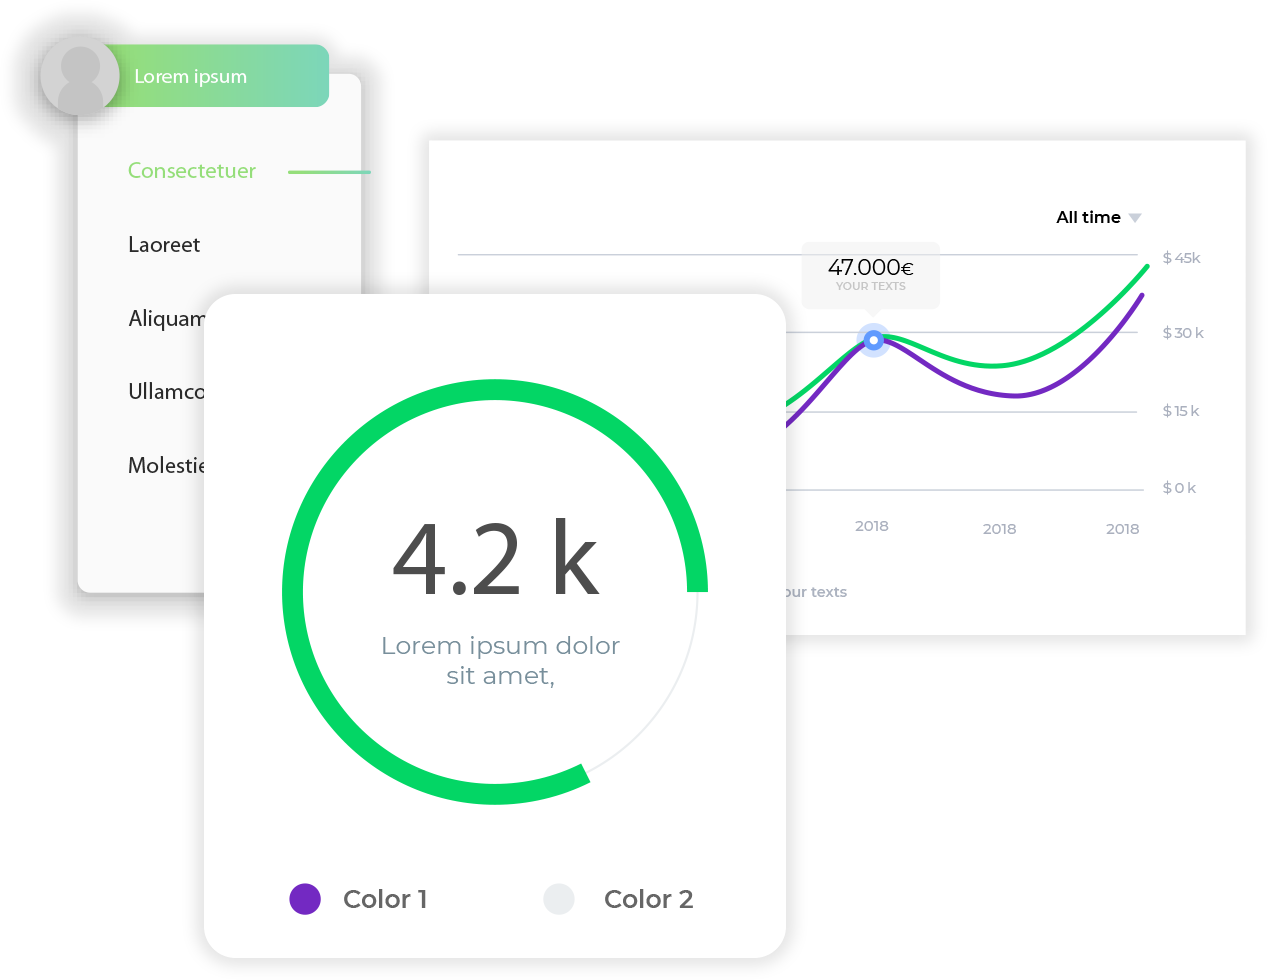 Lorem ipsum
Consectetuer
Laoreet
Aliquam
Ullamco
Molestie
All time
47.000€
YOUR TEXTS
$ 45k
$ 30 k
$ 15 k
$ 0 k
2018
2018
2018
our texts
4.2 k
Lorem ipsum dolor
sit amet,
Color 1
Color 2